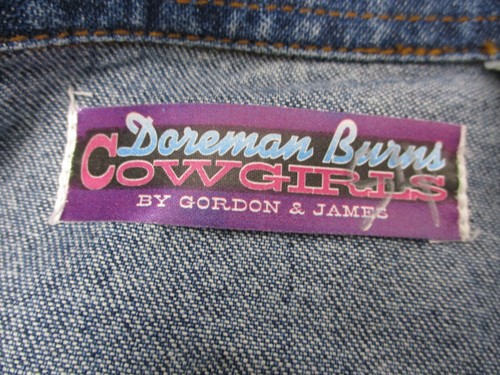 Doreman Burns
COWGIRLS
BY GORDON & JAMES